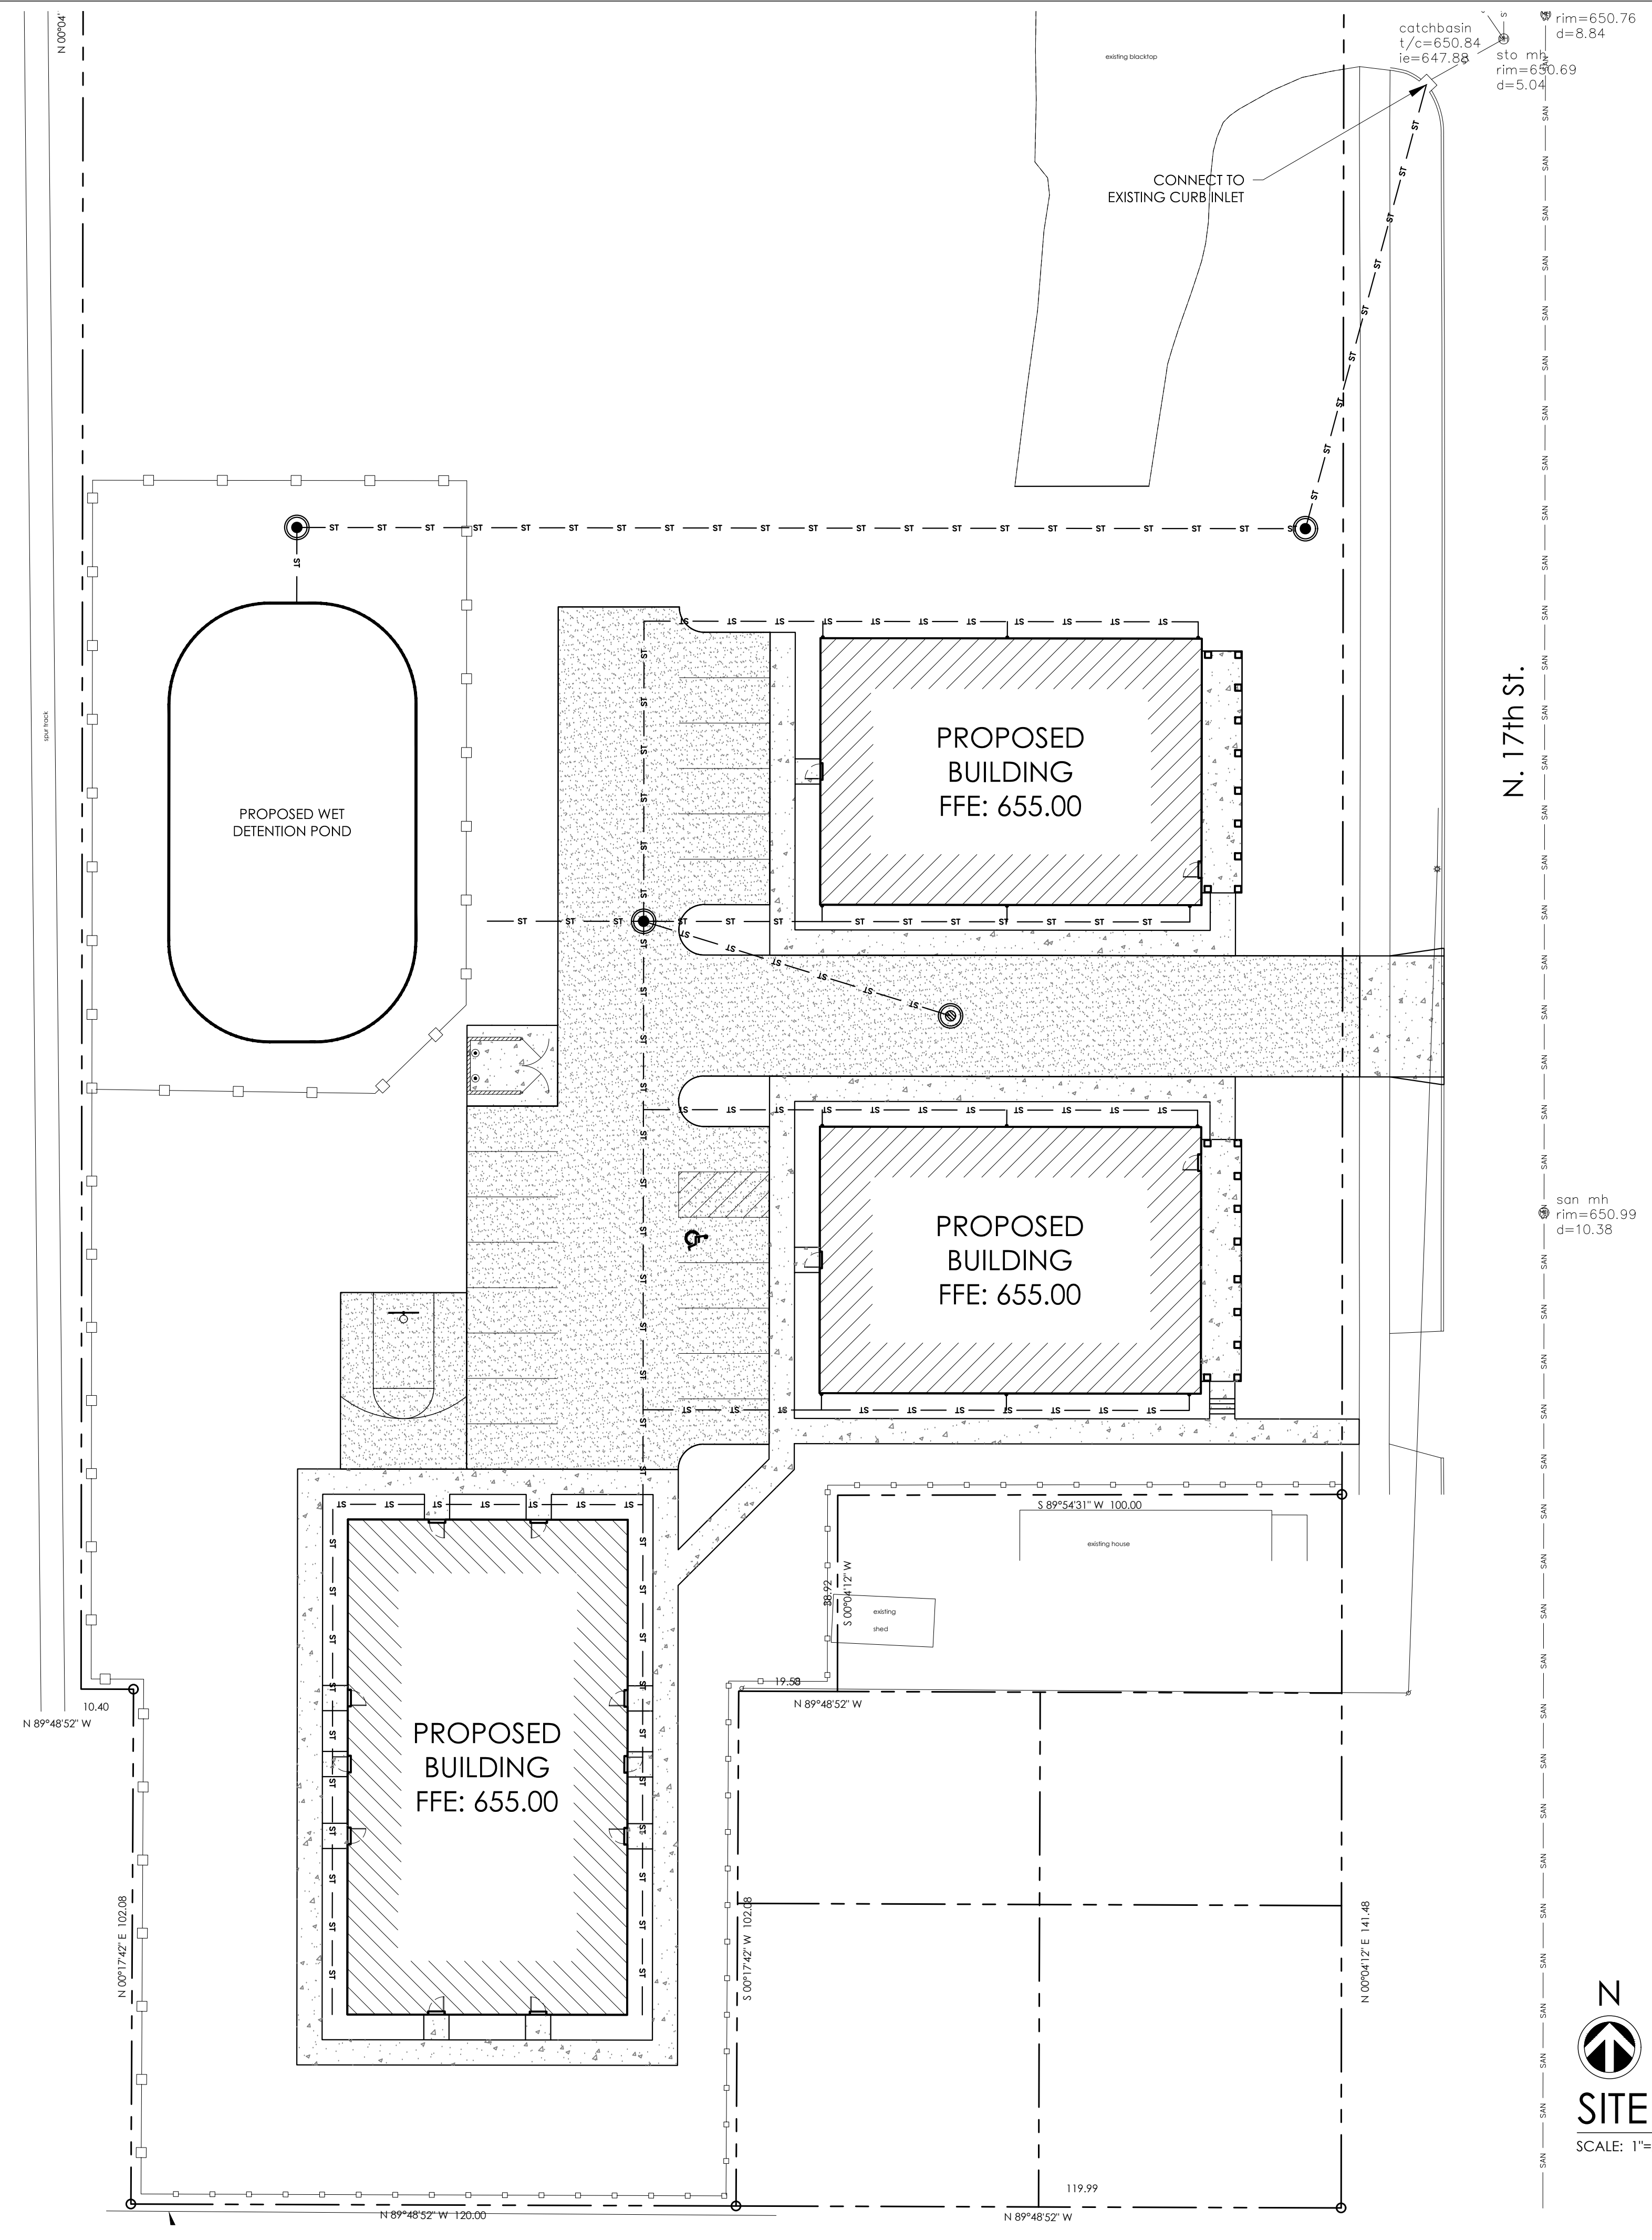 N 00°04'
existing blacktop
catchbasin
t/c=650.84
ie=647.88
rim=650.76
d=8.84
sto mh
rim=650.69
d=5.04
CONNECT TO
EXISTING CURB INLET
spur track
PROPOSED WET
DETENTION POND
PROPOSED
BUILDING
FFE: 655.00
N. 17th St.
san mh
rim=650.99
d=10.38
PROPOSED
BUILDING
FFE: 655.00
S 89°54'31" W 100.00
existing house
38.92
S 00°04'12" W
existing
shed
19.58
N 89°48'52" W
10.40
N 89°48'52" W
PROPOSED
BUILDING
FFE: 655.00
N 00°17'42" E 102.08
S 00°17'42" W 102.08
N 00°04'12" E 141.48
119.99
N 89°48'52" W 120.00
N 89°48'52" W
N
SITE
SCALE: 1"=
ST
SAN